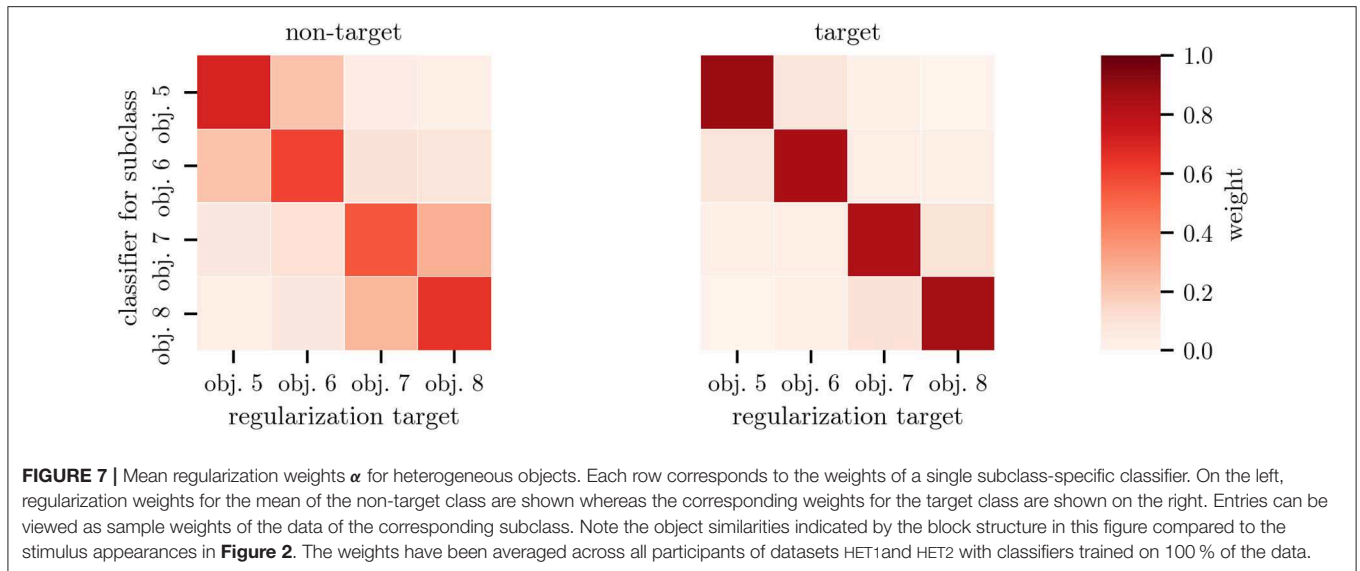 non-target
target
classifier for subclass
obj. 5
obj. 6
obj. 7
obj. 8
obj. 5 obj. 6 obj. 7 obj. 8
regularization target
obj. 5 obj. 6 obj. 7 obj. 8
regularization target
1.0
0.8
0.6
0.4
0.2
0.0
weight
FIGURE 7 | Mean regularization weights α for heterogeneous objects. Each row corresponds to the weights of a single subclass-specific classifier. On the left,
regularization weights for the mean of the non-target class are shown whereas the corresponding weights for the target class are shown on the right. Entries can be
viewed as sample weights of the data of the corresponding subclass. Note the object similarities indicated by the block structure in this figure compared to the
stimulus appearances in Figure 2. The weights have been averaged across all participants of datasets HET1and HET2 with classifiers trained on 100 % of the data.